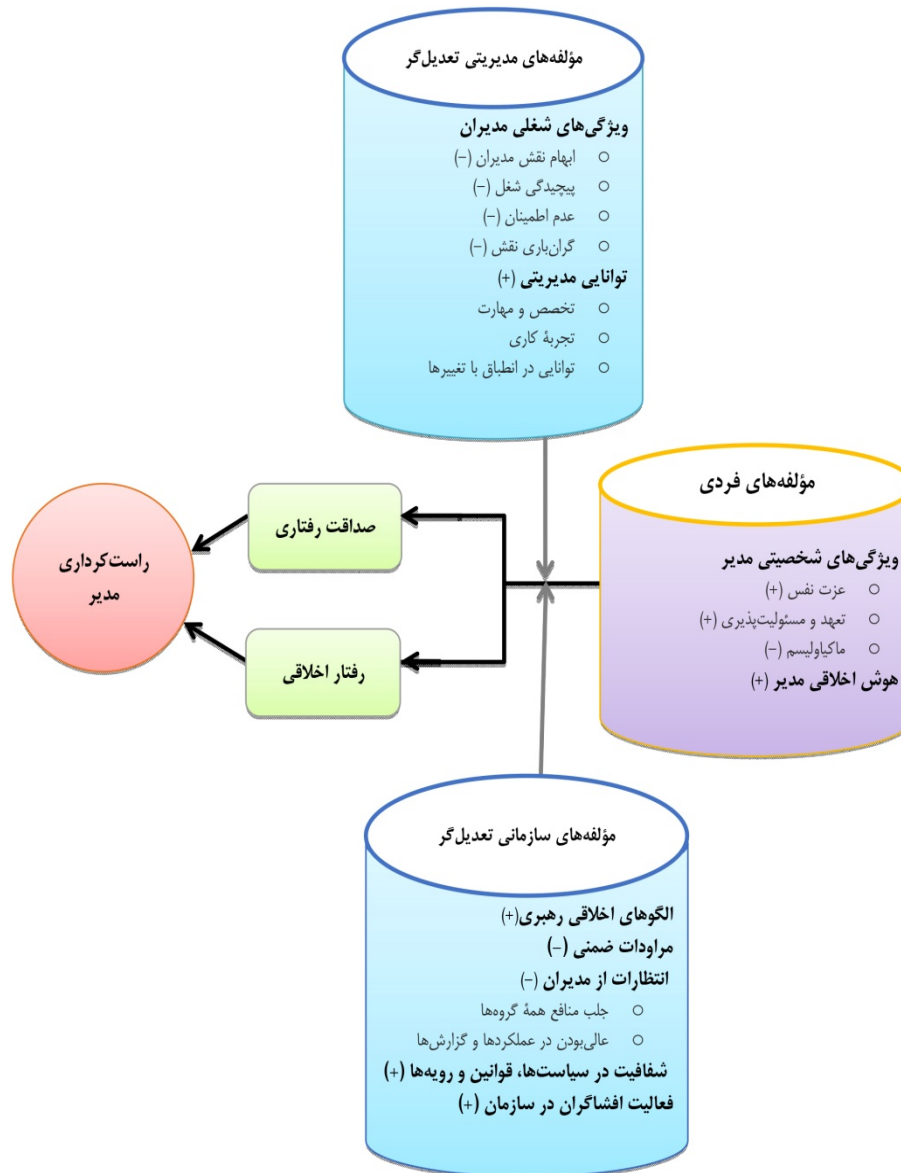 مؤلفه‌های مدیریتی تعدیل‌گر
ویژگی‌های شغلی مدیران
○ ابهام نقش مدیران (–)
○ پیچیدگی شغل (–)
○ عدم اطمینان (–)
○ گران‌باری نقش (–)
توانایی مدیریتی (+)
○ تخصص و مهارت
○ تجربهٔ کاری
○ توانایی در انطباق با تغییرها
مؤلفه‌های فردی
ویژگی‌های شخصیتی مدیر
○ عزت نفس (+)
○ تعهد و مسئولیت‌پذیری (+)
○ ماکیاولیسم (–)
هوش اخلاقی مدیر (+)
صداقت رفتاری
رفتار اخلاقی
راست‌کرداری
مدیر
مؤلفه‌های سازمانی تعدیل‌گر
الگوهای اخلاقی رهبری(+)
مراودات ضمنی (–)
انتظارات از مدیران (–)
○ جلب منافع همهٔ گروه‌ها
○ عالی‌بودن در عملکردها و گزارش‌ها
شفافیت در سیاست‌ها، قوانین و رویه‌ها (+)
فعالیت افشاگران در سازمان (+)